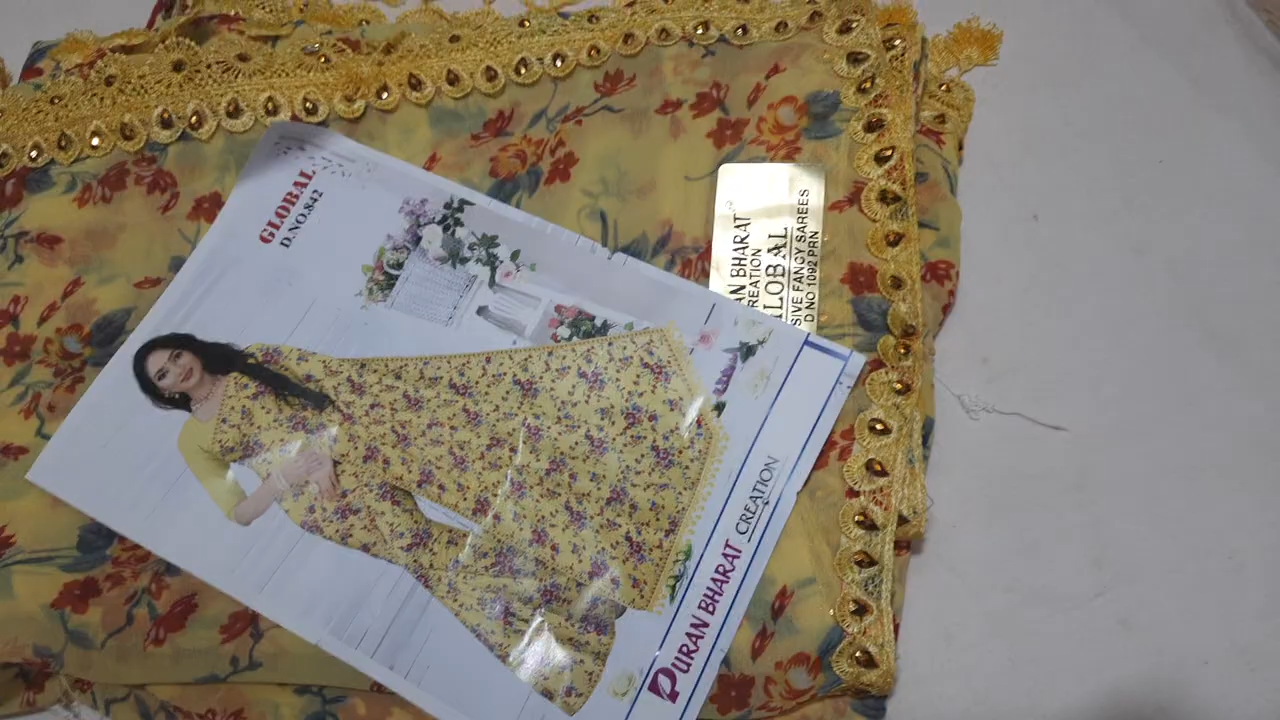 GLOBAL
D.NO.842
AN BHARAT
REATION
LOBAL
SIVE FANCY SAREES
D NO 1092 PRN
PURAN BHARAT CREATION